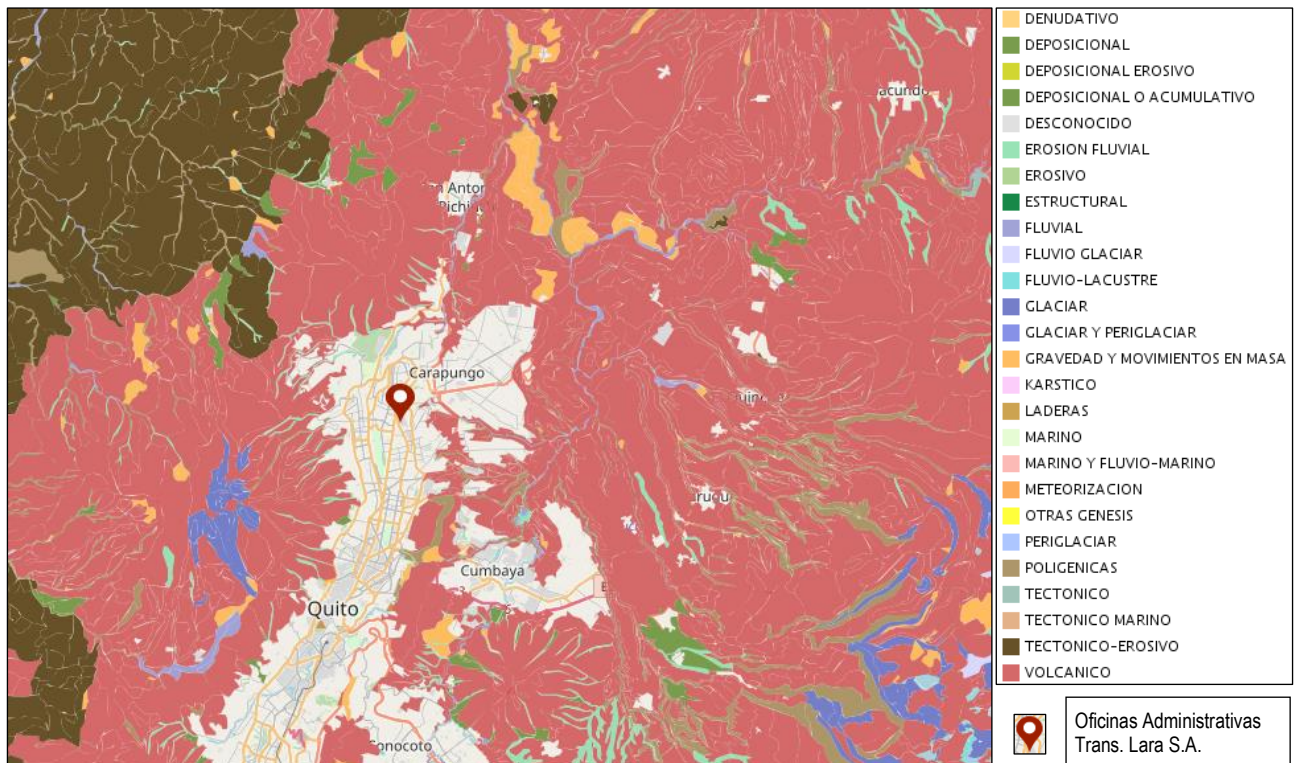 DENUDATIVO
DEPOSICIONAL
DEPOSICIONAL EROSIVO
DEPOSICIONAL O ACUMULATIVO
DESCONOCIDO
EROSION FLUVIAL
EROSIVO
ESTRUCTURAL
FLUVIAL
FLUVIO GLACIAR
FLUVIO-LACUSTRE
GLACIAR
GLACIAR Y PERIGLACIAR
GRAVEDAD Y MOVIMIENTOS EN MASA
KARSTICO
LADERAS
MARINO
MARINO Y FLUVIO-MARINO
METEORIZACION
OTRAS GENESIS
PERIGLACIAR
POLIGENICAS
TECTONICO
TECTONICO MARINO
TECTONICO-EROSIVO
VOLCANICO
Oficinas Administrativas
Trans. Lara S.A.
Carapungo
Cumbaya
Quito